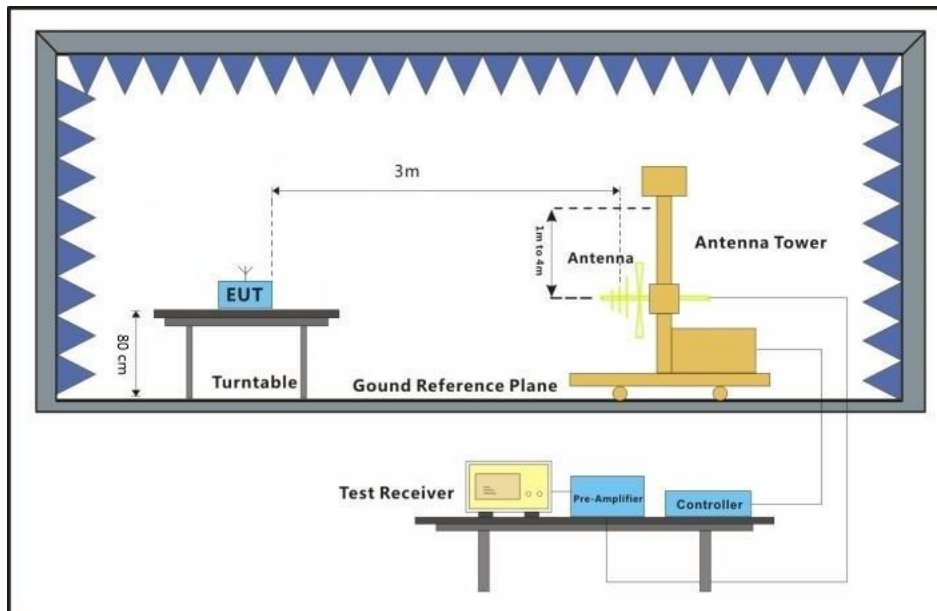 3m
1m to 4m
Antenna
Antenna Tower
EUT
80 cm
Turntable
Gound Reference Plane
Test Receiver
Pre-Amplifier
Controller